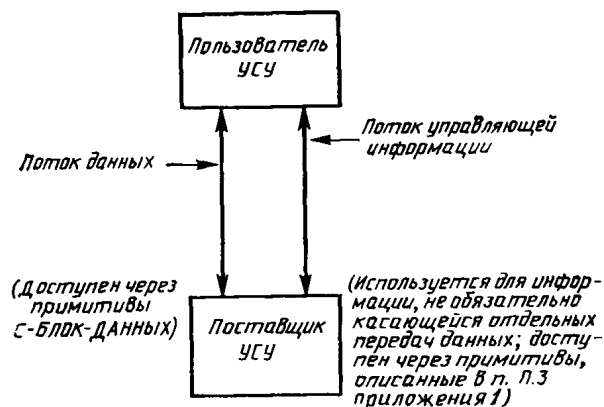 Пользователь
УСУ
Поток данных
Поток управляющей
информации
(Доступен через
примитивы
С-БЛОК-ДАННЫХ)
Поставщик
УСУ
(Используется для инфор-
мации, не обязательно
касающейся отдельных
передач данных; досту-
пен через примитивы,
описанные в п. П.3
приложения 1)